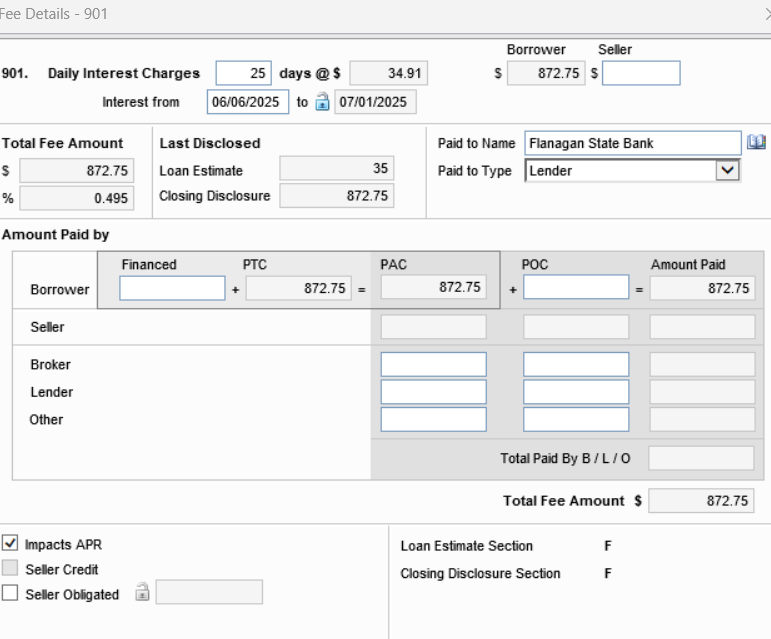 Fee Details - 901
Borrower Seller
901. Daily Interest Charges 25 days @ $ 34.91 $ 872.75 $
Interest from 06/06/2025 to 07/01/2025
Total Fee Amount Last Disclosed Paid to Name Flanagan State Bank
$ 872.75 Loan Estimate 35 Paid to Type Lender
% 0.495 Closing Disclosure 872.75
Amount Paid by
Financed PTC PAC POC Amount Paid
Borrower + 872.75 = 872.75 + = 872.75
Seller
Broker
Lender
Other
Total Paid By B / L / O
Total Fee Amount $ 872.75
Impacts APR Loan Estimate Section F
Seller Credit Closing Disclosure Section F
Seller Obligated